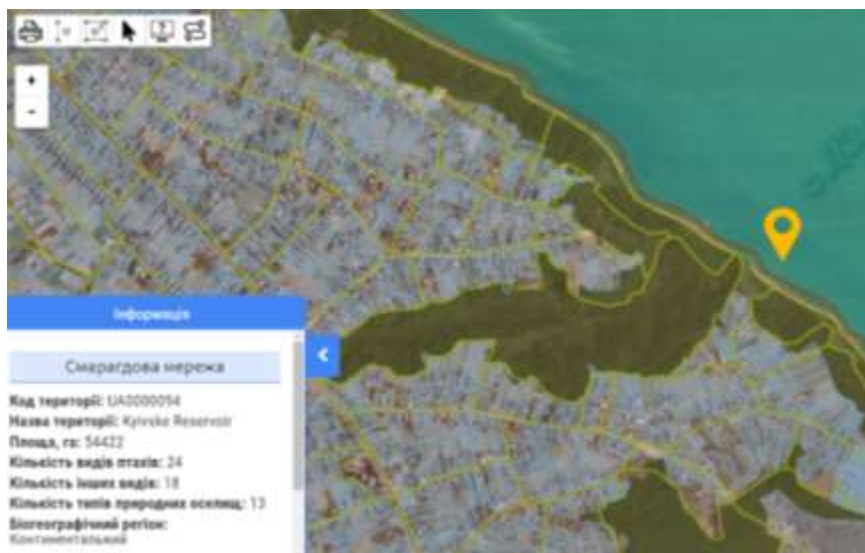 +
-
Інформація
Смарагдова мережа
Код території: UA0000094
Назва території: Kyivske Reservoir
Площа, га: 54422
Кількість видів птахів: 24
Кількість інших видів: 18
Кількість типів природних оселищ: 13
Біогеографічний регіон:
Континентальний